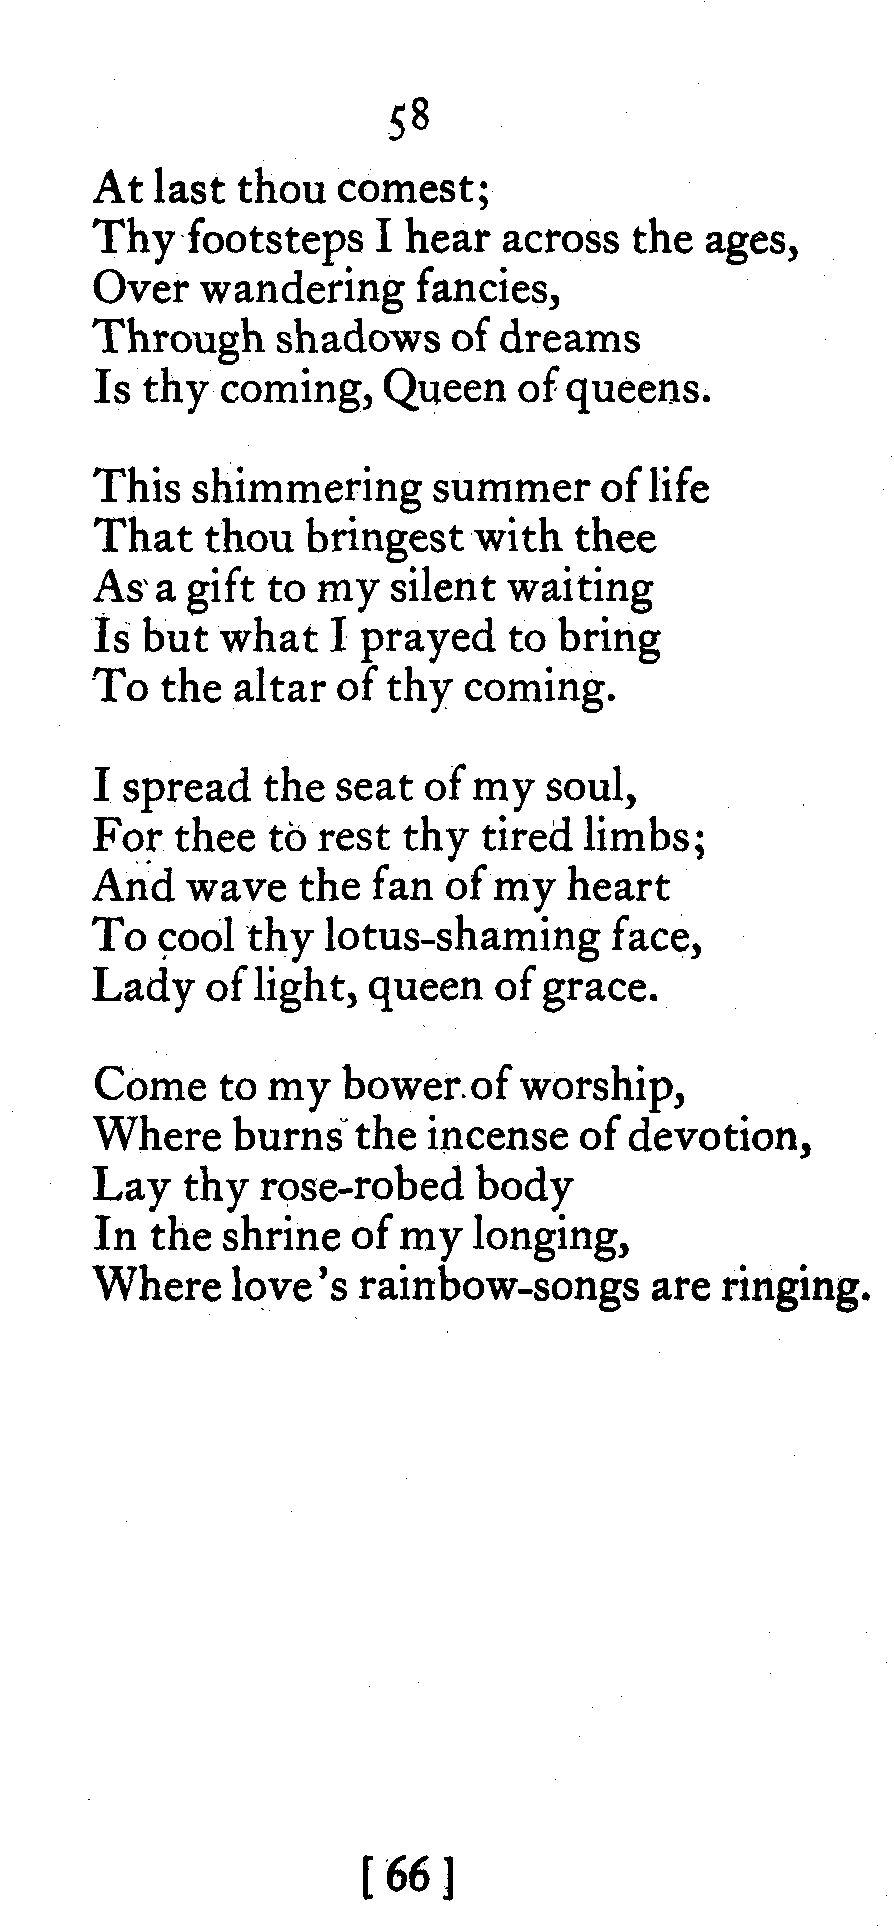 58
At last thou comest;
Thy footsteps I hear across the ages,
Over wandering fancies,
Through shadows of dreams
Is thy coming, Queen of queens.

This shimmering summer of life
That thou bringest with thee
As a gift to my silent waiting
Is but what I prayed to bring
To the altar of thy coming.

I spread the seat of my soul,
For thee to rest thy tired limbs;
And wave the fan of my heart
To cool thy lotus-shaming face,
Lady of light, queen of grace.

Come to my bower of worship,
Where burns the incense of devotion,
Lay thy rose-robed body
In the shrine of my longing,
Where love's rainbow-songs are ringing.

[ 66 ]